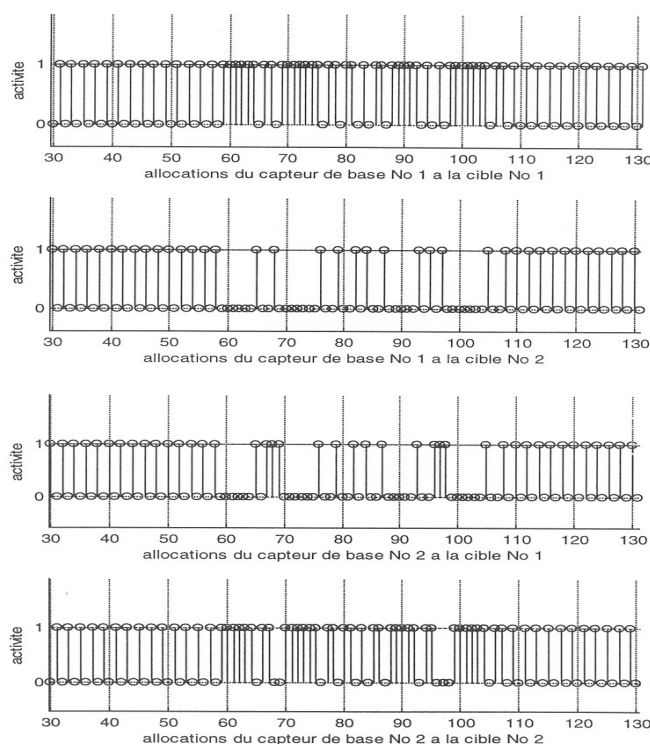 activite
1
0
30 40 50 60 70 80 90 100 110 120 130
allocations du capteur de base No 1 a la cible No 1
activite
1
0
30 40 50 60 70 80 90 100 110 120 130
allocations du capteur de base No 1 a la cible No 2
activite
1
0
30 40 50 60 70 80 90 100 110 120 130
allocations du capteur de base No 2 a la cible No 1
activite
1
0
30 40 50 60 70 80 90 100 110 120 130
allocations du capteur de base No 2 a la cible No 2